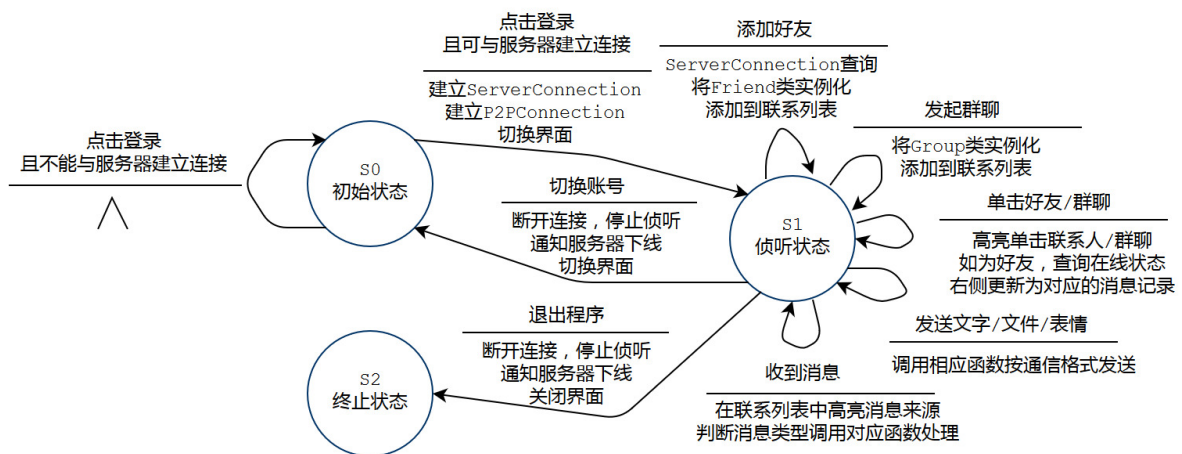 点击登录
且不能与服务器建立连接
S0
初始状态
点击登录
且可与服务器建立连接
建立ServerConnection
建立P2PConnection
切换界面
切换账号
断开连接，停止侦听
通知服务器下线
切换界面
退出程序
断开连接，停止侦听
通知服务器下线
关闭界面
S2
终止状态
S1
侦听状态
添加好友
ServerConnection查询
将Friend类实例化
添加到联系列表
发起群聊
将Group类实例化
添加到联系列表
单击好友/群聊
高亮单击联系人/群聊
如为好友，查询在线状态
右侧更新为对应的消息记录
发送文字/文件/表情
调用相应函数按通信格式发送
收到消息
在联系列表中高亮消息来源
判断消息类型调用对应函数处理